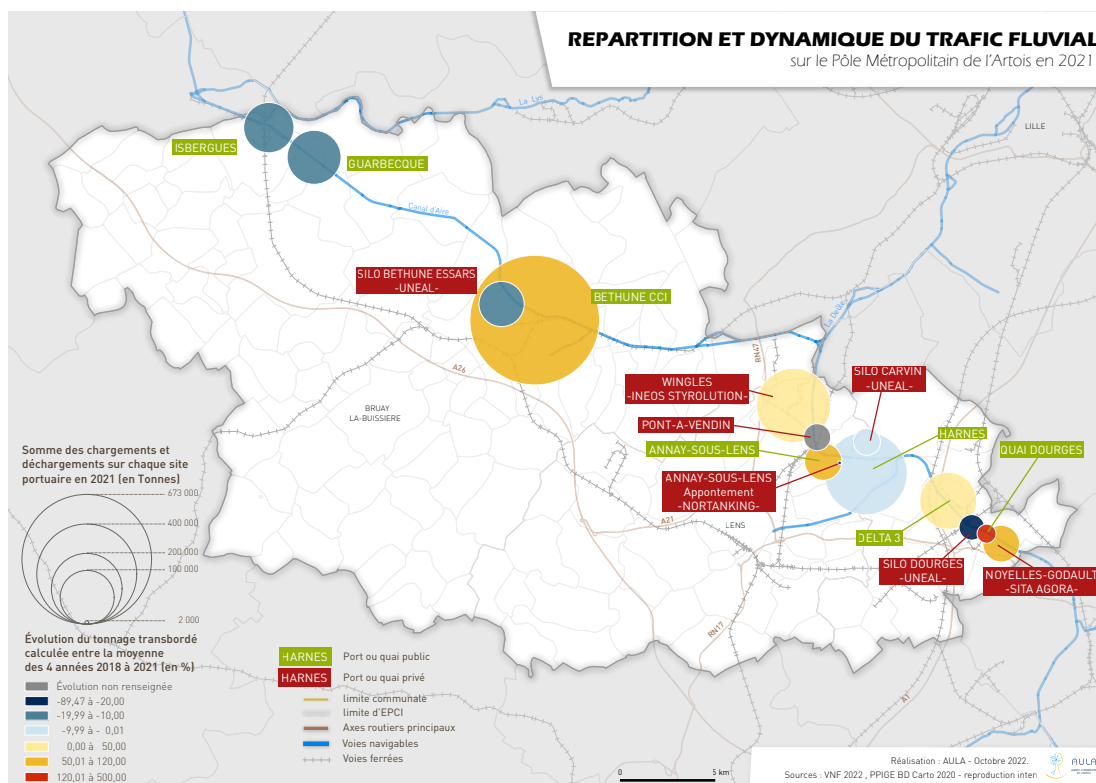 REPARTITION ET DYNAMIQUE DU TRAFIC FLUVIAL
sur le Pôle Métropolitain de l'Artois en 2021
La Lys
LILLE
ISBERGUES
GUARBECQUE
Canal d'Aire
La Deûle
SILO BETHUNE ESSARS
-UNEAL-
BETHUNE CCI
RN47
A26
WINGLES
-INEOS STYROLUTION-
SILO CARVIN
-UNEAL-
BRUAY
LA-BUISSIERE
PONT-A-VENDIN
HARNES
ANNAY-SOUS-LENS
QUAI DOURGES
ANNAY-SOUS-LENS
Appontement
-NORTANKING-
A21
LENS
DELTA 3
SILO DOURGES
-UNEAL-
NOYELLES-GODAULT
-SITA AGORA-
RN17
A1
Somme des chargements et
déchargements sur chaque site
portuaire en 2021 (en Tonnes)
673 000
400 000
200 000
100 000
2 000
Évolution du tonnage transbordé
calculée entre la moyenne
des 4 années 2018 à 2021 (en %)
Évolution non renseignée
-89,47 à -20,00
-19,99 à -10,00
-9,99 à - 0,01
0,00 à 50,00
50,01 à 120,00
120,01 à 500,00
HARNES Port ou quai public
HARNES Port ou quai privé
limite communale
limite d'EPCI
Axes routiers principaux
Voies navigables
Voies ferrées
0 5 km
Réalisation : AULA - Octobre 2022.
Sources : VNF 2022 , PPIGE BD Carto 2020 - reproduction inter
AULA